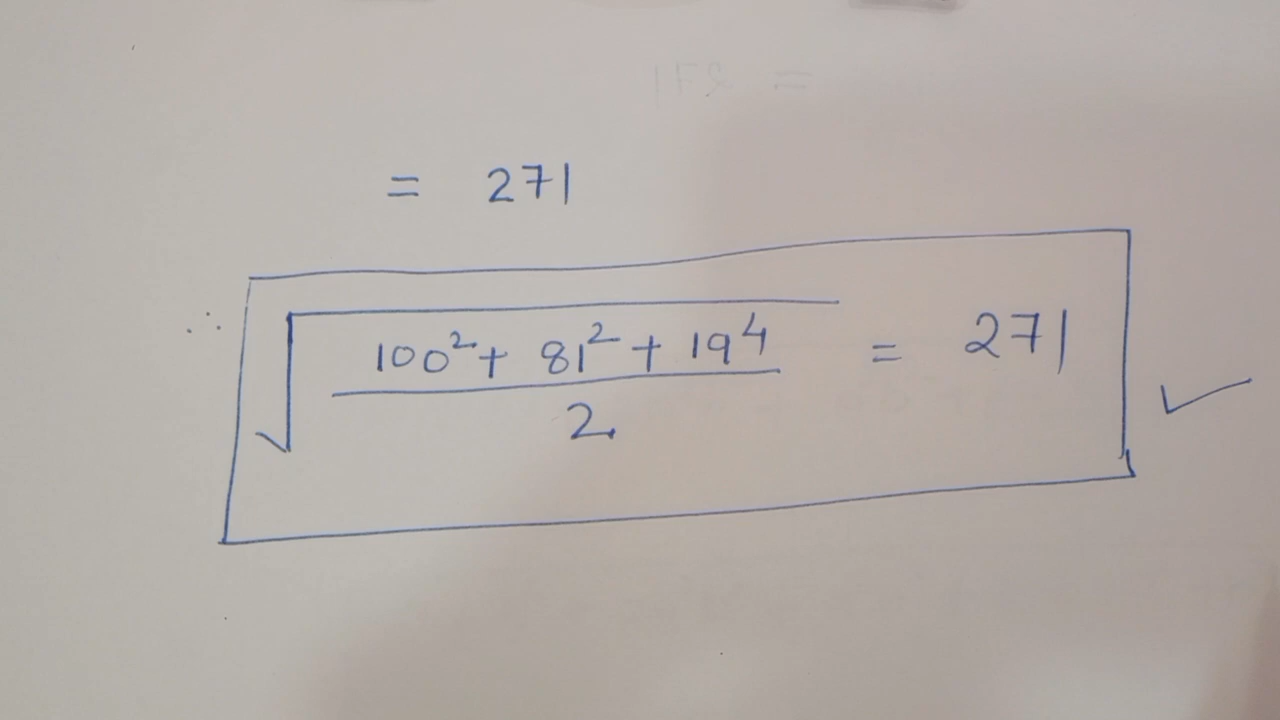 = 271
∴ √((100² + 81² + 19⁴)/2) = 271 ✓